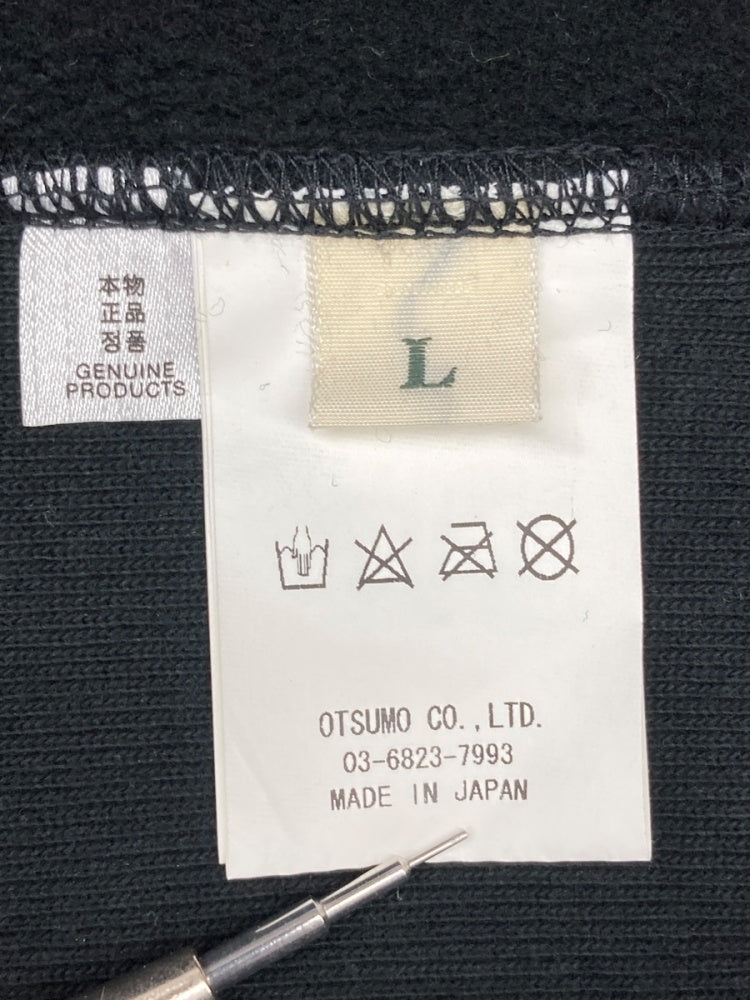 本物
正品
정품
GENUINE
PRODUCTS
L
OTSUMO CO.,LTD.
03-6823-7993
MADE IN JAPAN